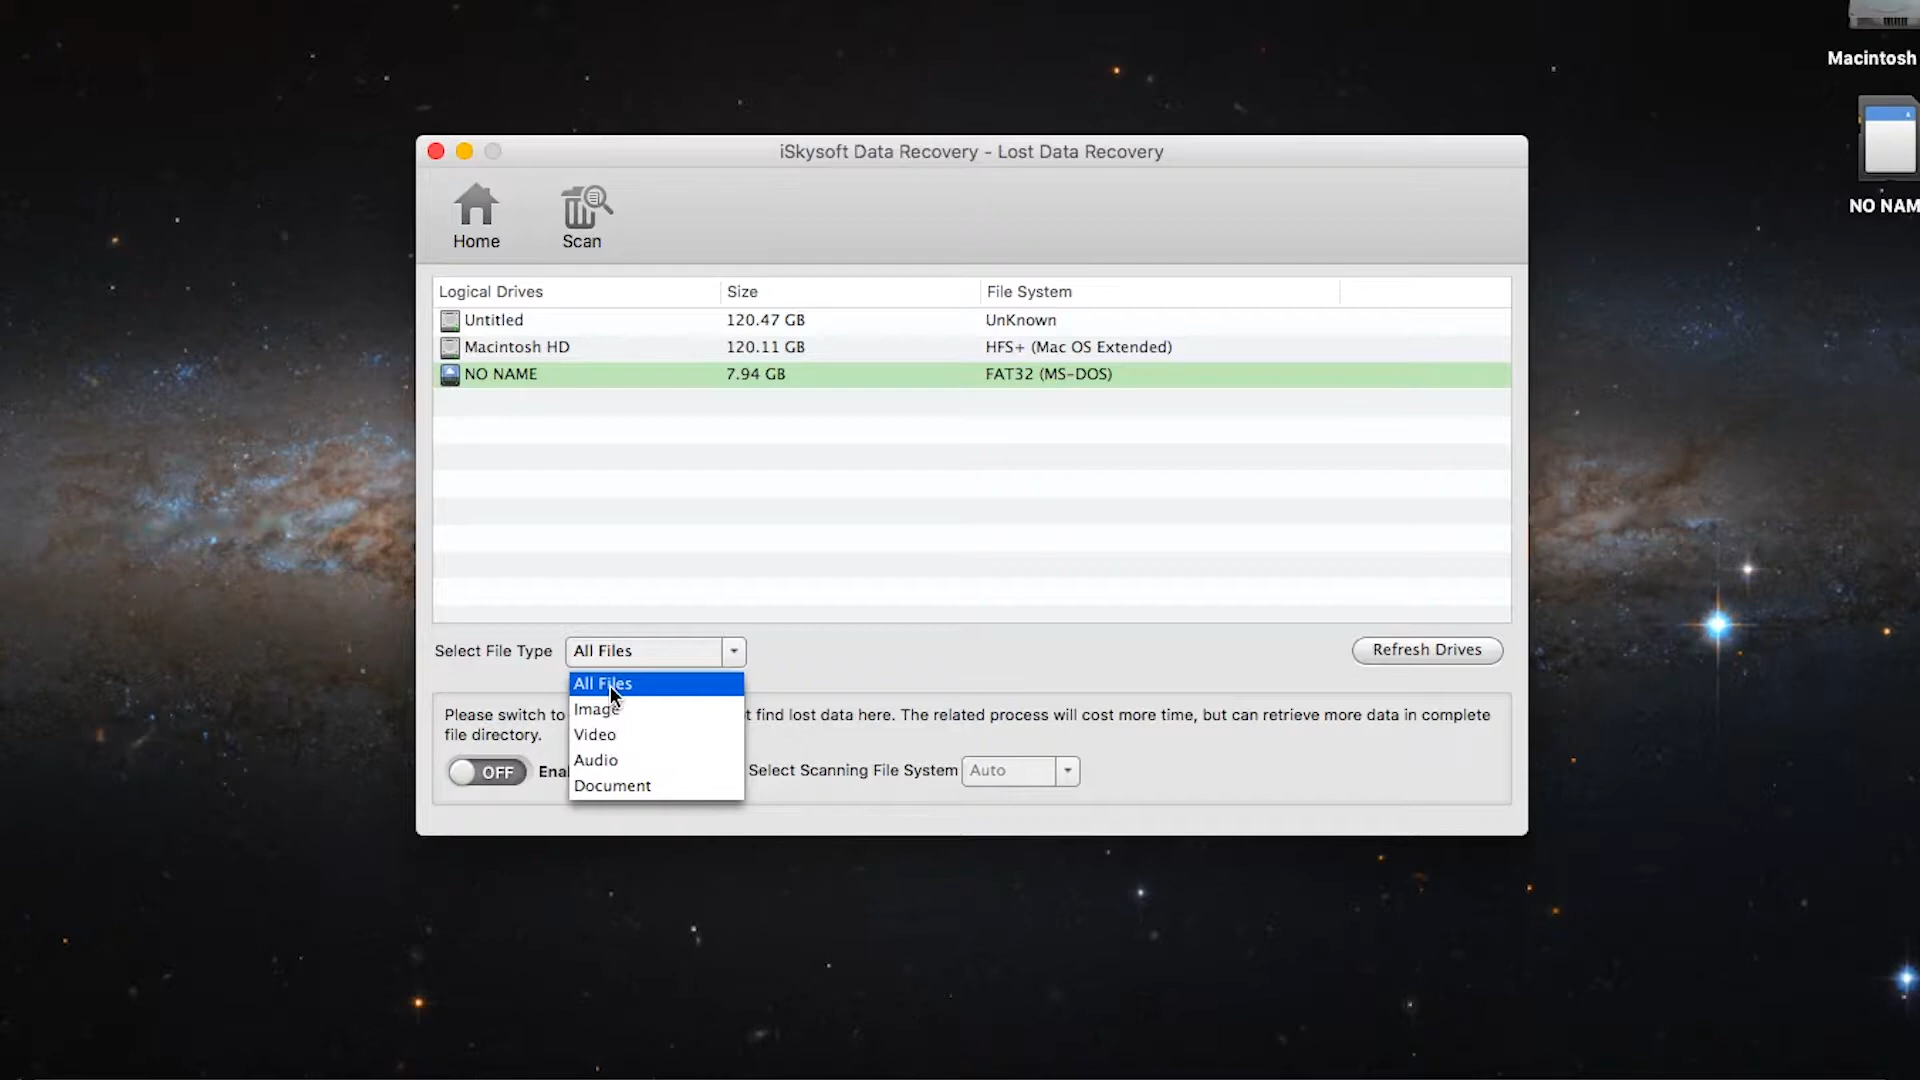 Macintosh
NO NAM
iSkysoft Data Recovery - Lost Data Recovery
Home
Scan
Logical Drives Size File System
Untitled 120.47 GB UnKnown
Macintosh HD 120.11 GB HFS+ (Mac OS Extended)
NO NAME 7.94 GB FAT32 (MS-DOS)
Select File Type All Files Refresh Drives
All Files
Image
Video
Audio
Document
Please switch to t find lost data here. The related process will cost more time, but can retrieve more data in complete
file directory.
OFF Enal Select Scanning File System Auto